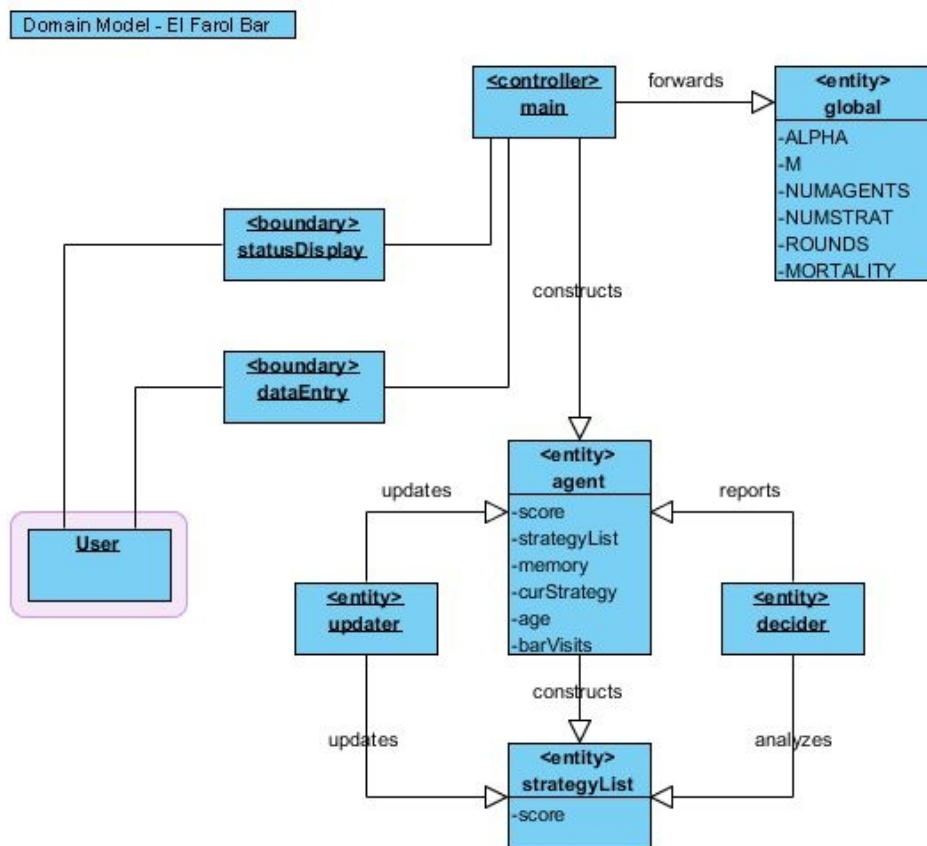 Domain Model - El Farol Bar
<controller>
main
forwards
<entity>
global
-ALPHA
-M
-NUMAGENTS
-NUMSTRAT
-ROUNDS
-MORTALITY
<boundary>
statusDisplay
constructs
<boundary>
dataEntry
<entity>
agent
-score
-strategyList
-memory
-curStrategy
-age
-barVisits
updates
reports
User
<entity>
updater
<entity>
decider
constructs
updates
analyzes
<entity>
strategyList
-score